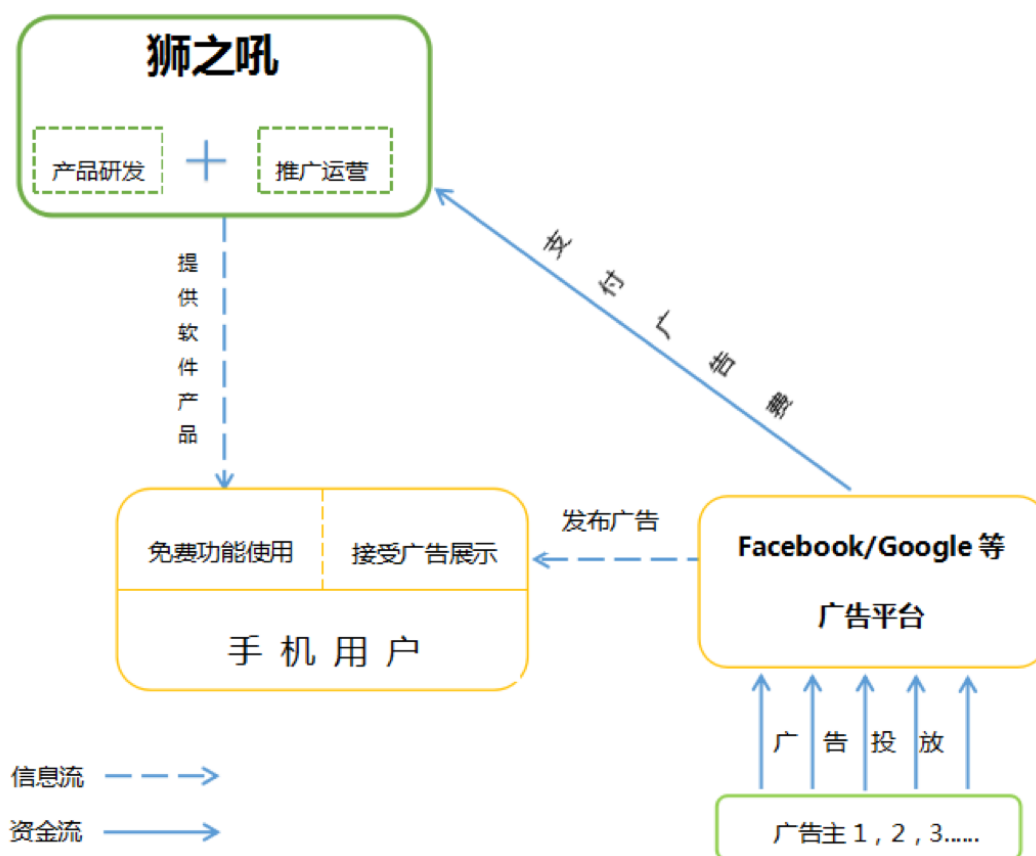 狮之吼
产品研发
推广运营
支付广告费
提供软件产品
发布广告
免费功能使用
接受广告展示
手机用户
Facebook/Google 等
广告平台
广告投放
信息流
资金流
广告主 1，2，3......